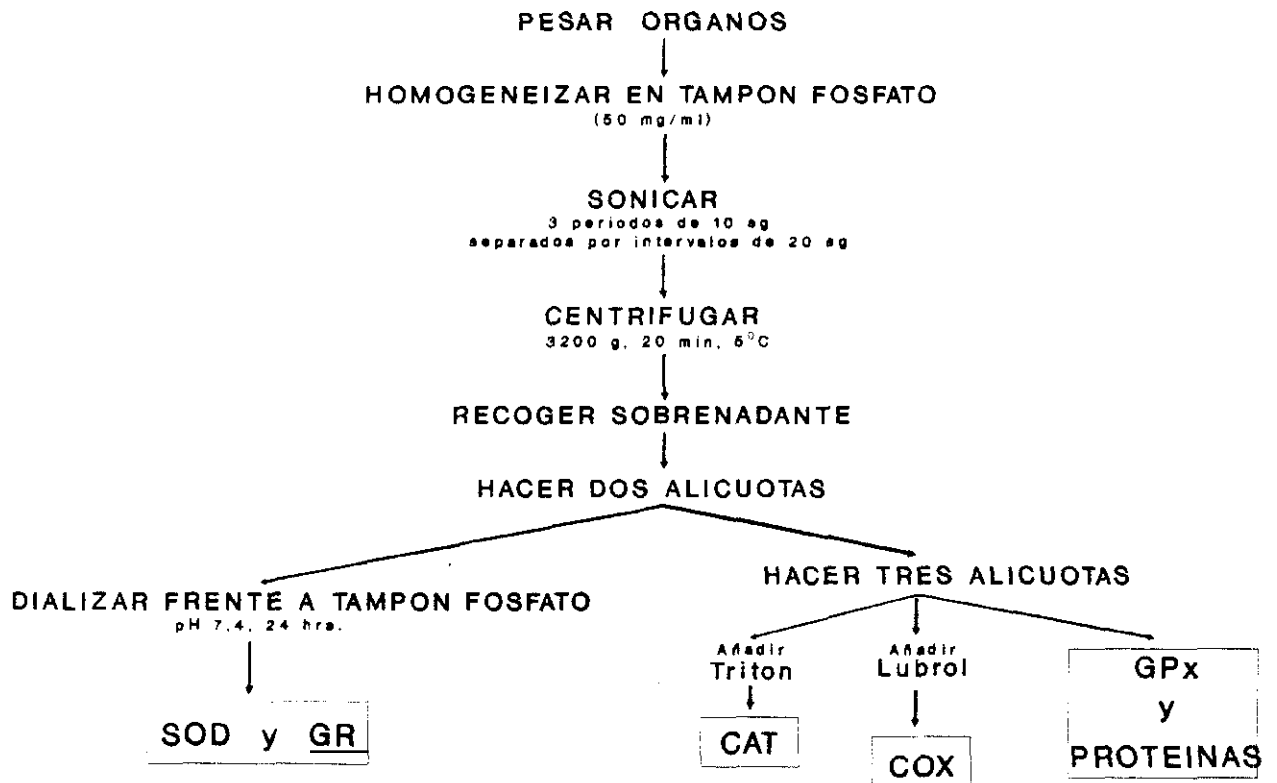 PESAR ORGANOS
HOMOGENEIZAR EN TAMPON FOSFATO
(50 mg/ml)
SONICAR
3 periodos de 10 sg
separados por intervalos de 20 sg
CENTRIFUGAR
3200 g, 20 min, 5°C
RECOGER SOBRENADANTE
HACER DOS ALICUOTAS
DIALIZAR FRENTE A TAMPON FOSFATO
pH 7,4, 24 hrs.
SOD y GR
HACER TRES ALICUOTAS
Añadir
Triton
CAT
Añadir
Lubrol
COX
GPx
y
PROTEINAS